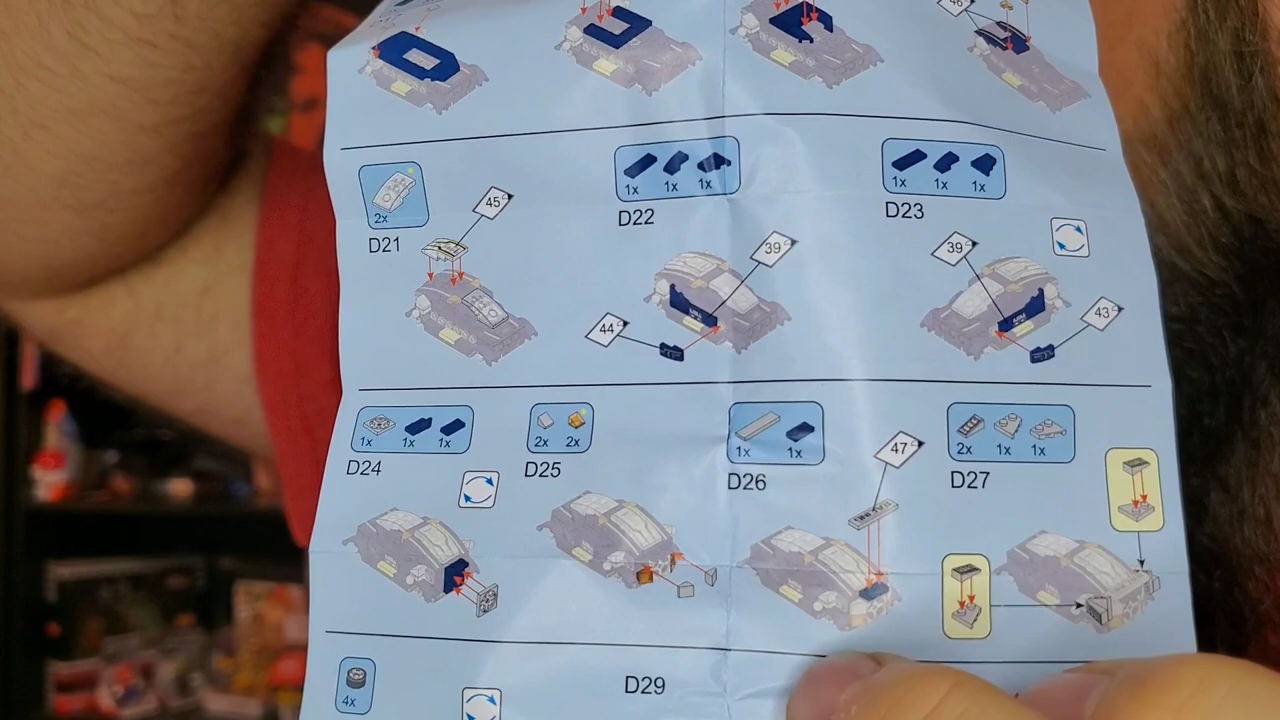 46
2x
D21
45
1x 1x 1x
D22
39
44
1x 1x 1x
D23
39
43
1x 1x 1x
D24
2x 2x
D25
1x 1x
D26
47
2x 1x 1x
D27
4x
D29